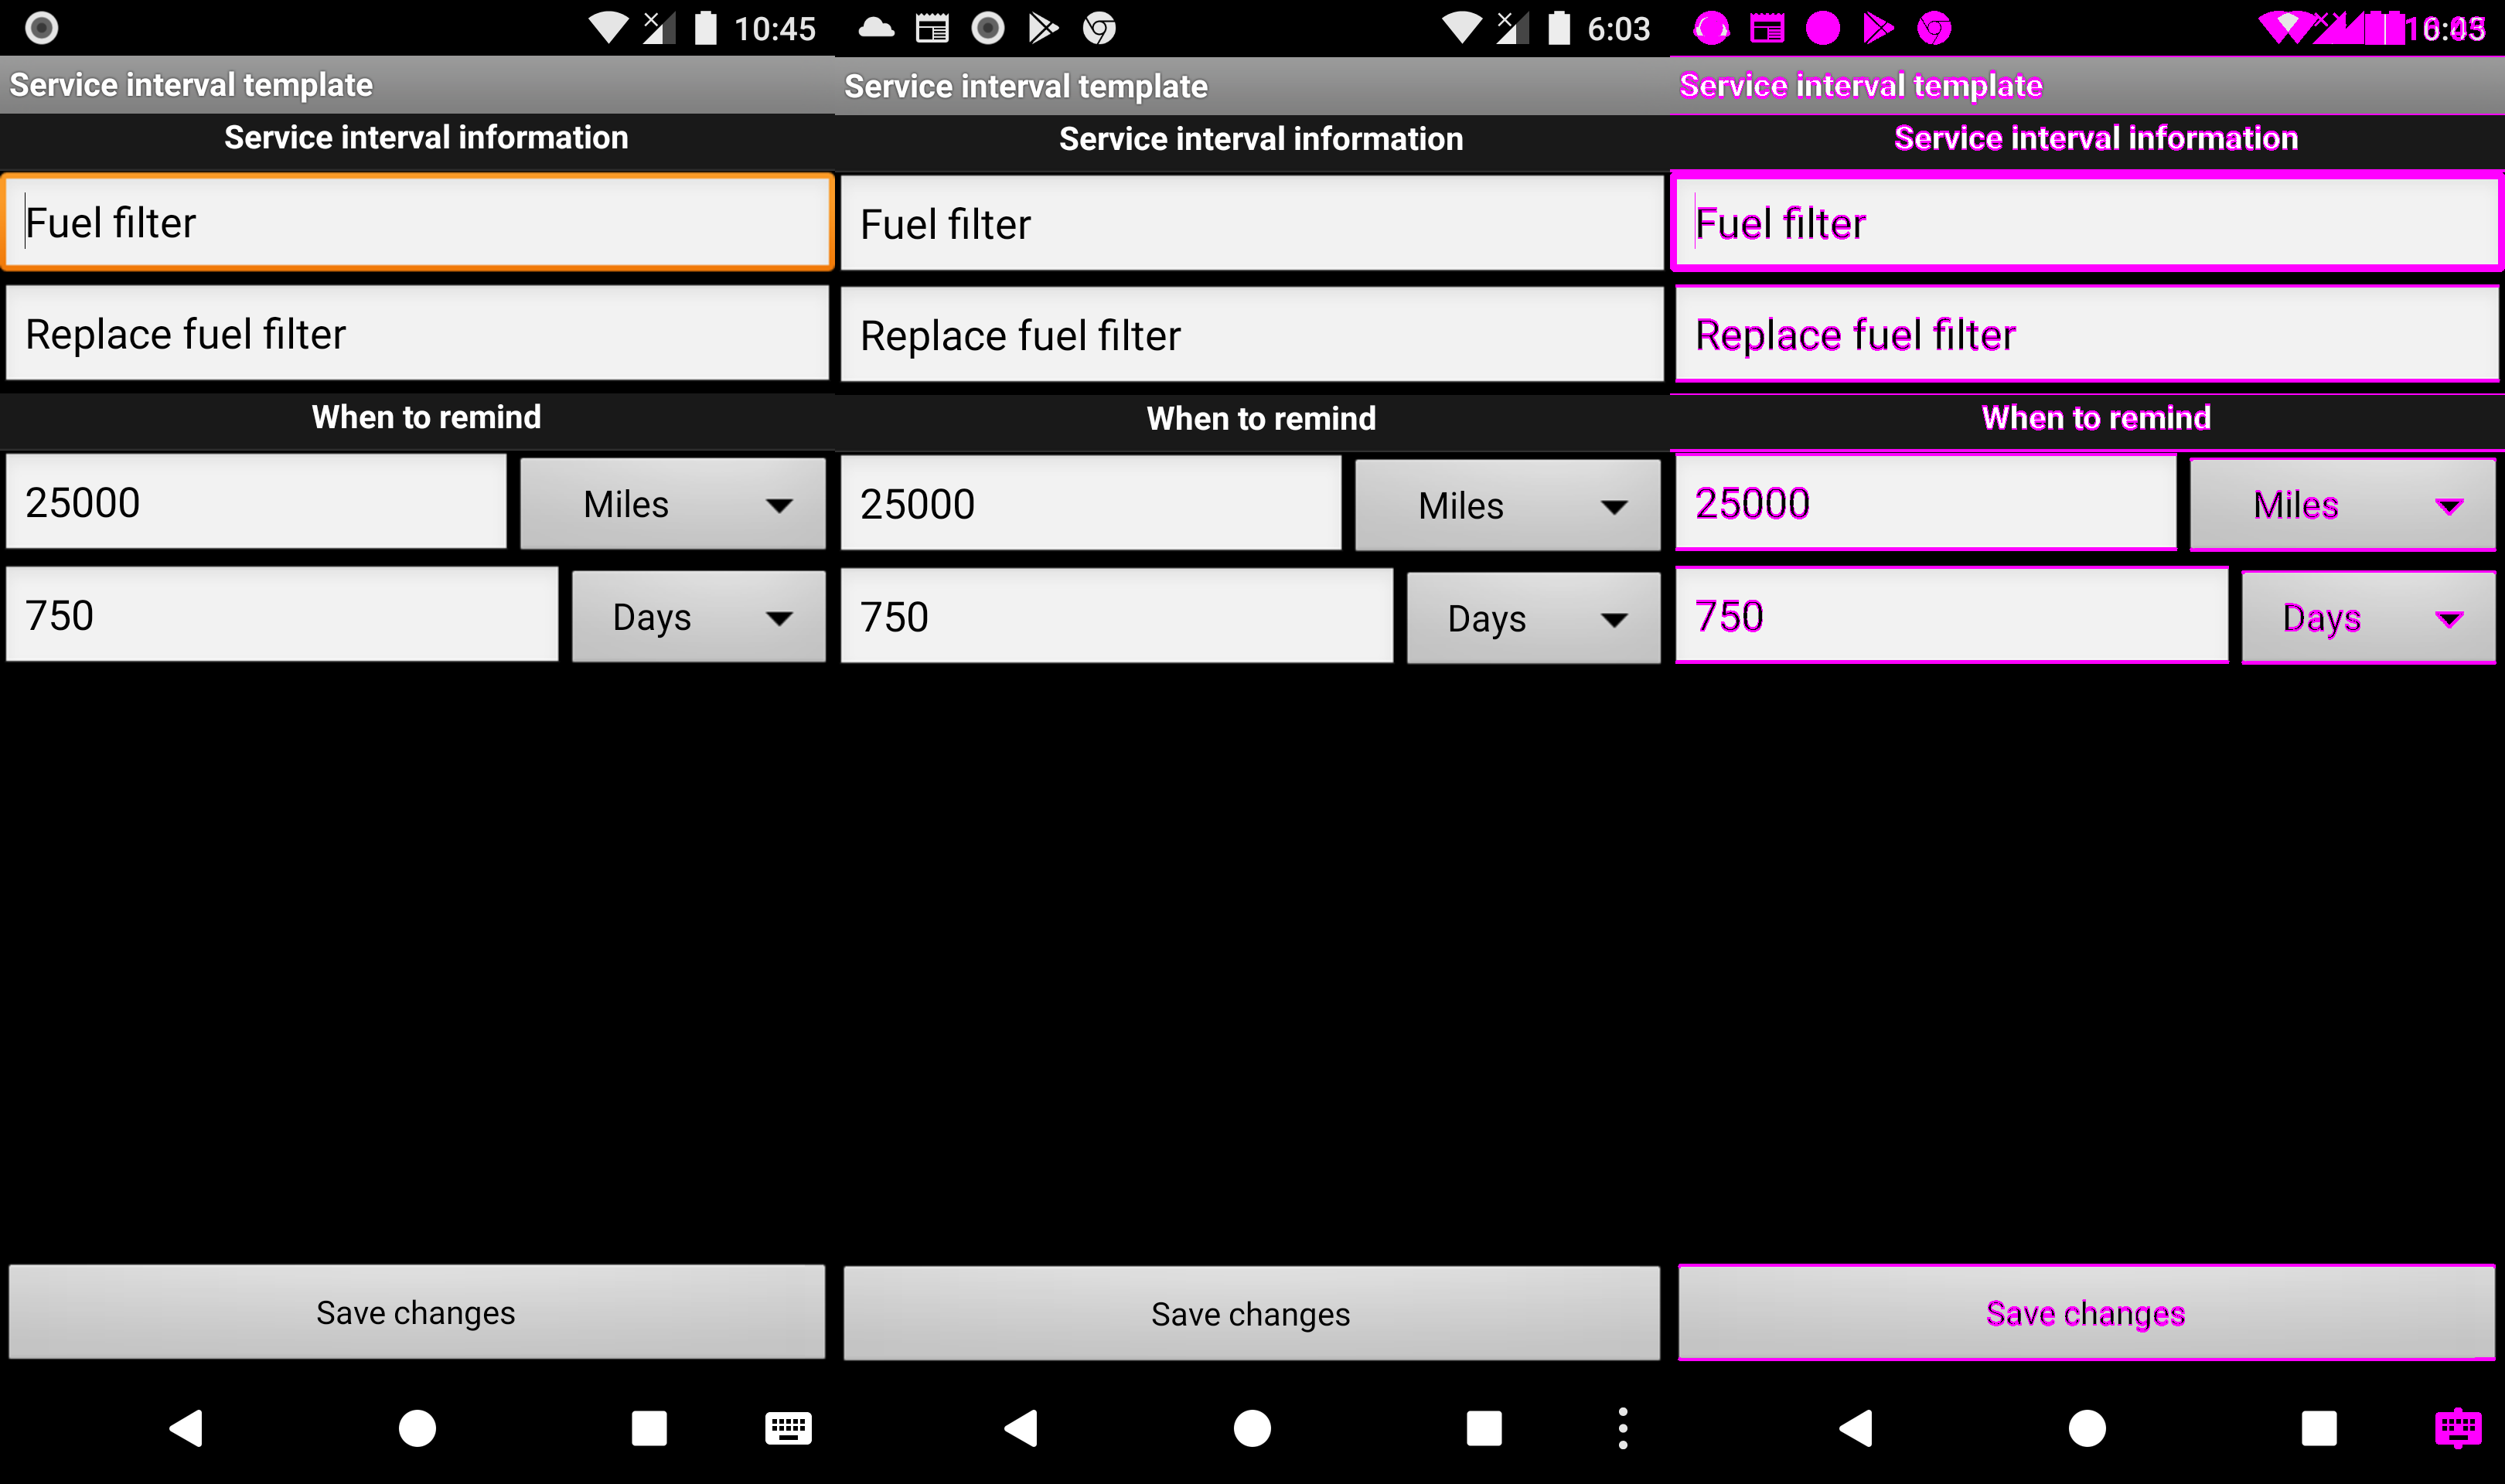 10:45
Service interval template
Service interval information
Fuel filter
Replace fuel filter
When to remind
25000
Miles
750
Days
Save changes
6:03
Service interval template
Service interval information
Fuel filter
Replace fuel filter
When to remind
25000
Miles
750
Days
Save changes
Service interval template
Service interval information
Fuel filter
Replace fuel filter
When to remind
25000
Miles
750
Days
Save changes